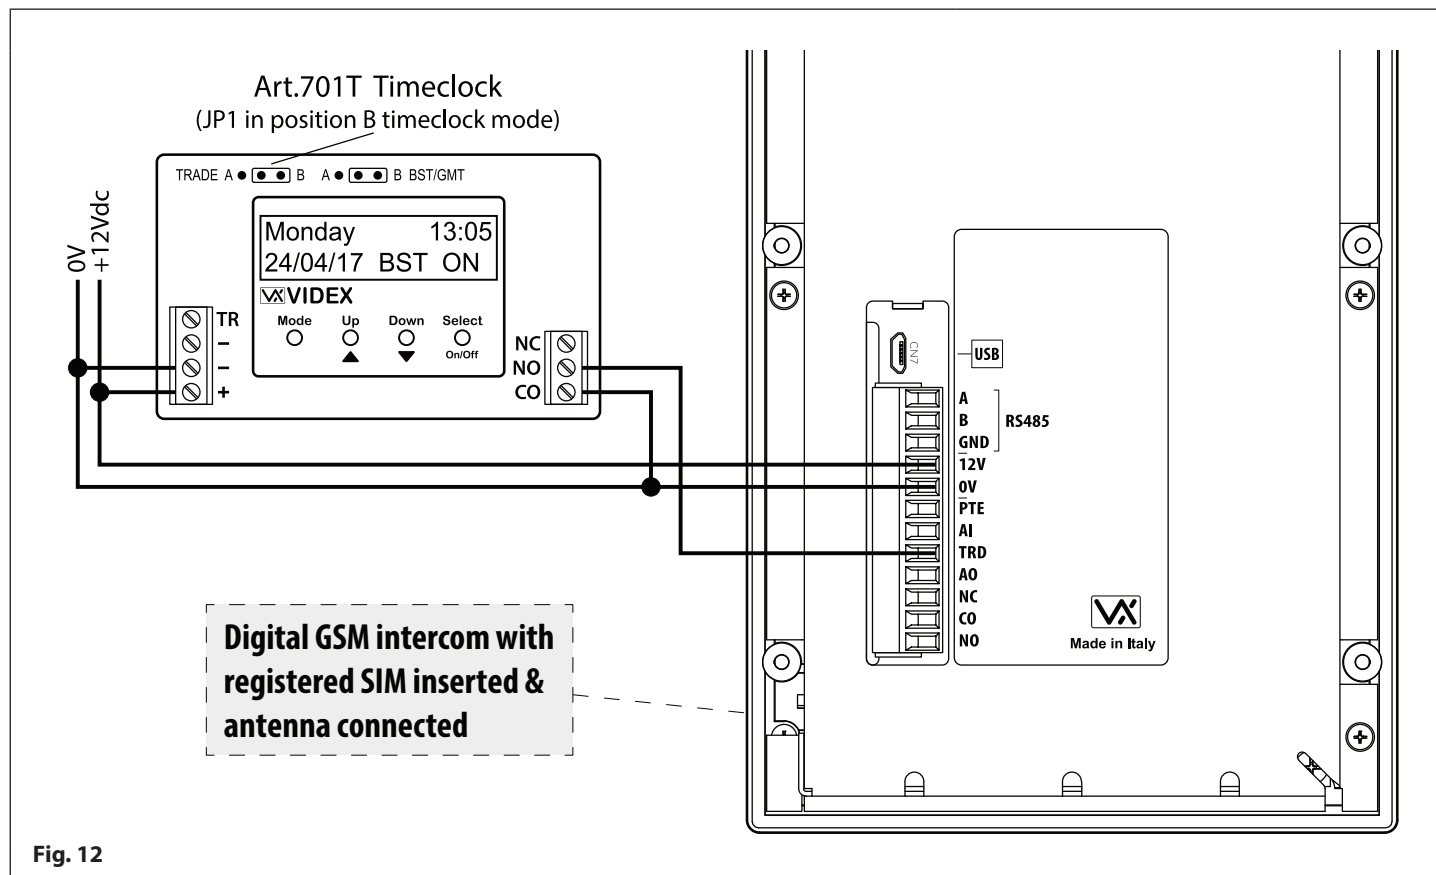 Art.701T Timeclock
(JP1 in position B timeclock mode)
TRADE A B A B BST/GMT
Monday 13:05
24/04/17 BST ON
VIDEX
Mode Up Down Select
On/Off
0V
+12Vdc
TR
–
–
+
NC
NO
CO
CN7
USB
A
B
GND
RS485
12V
0V
PTE
AI
TRD
AO
NC
CO
NO
Made in Italy
Digital GSM intercom with
registered SIM inserted &
antenna connected
Fig. 12